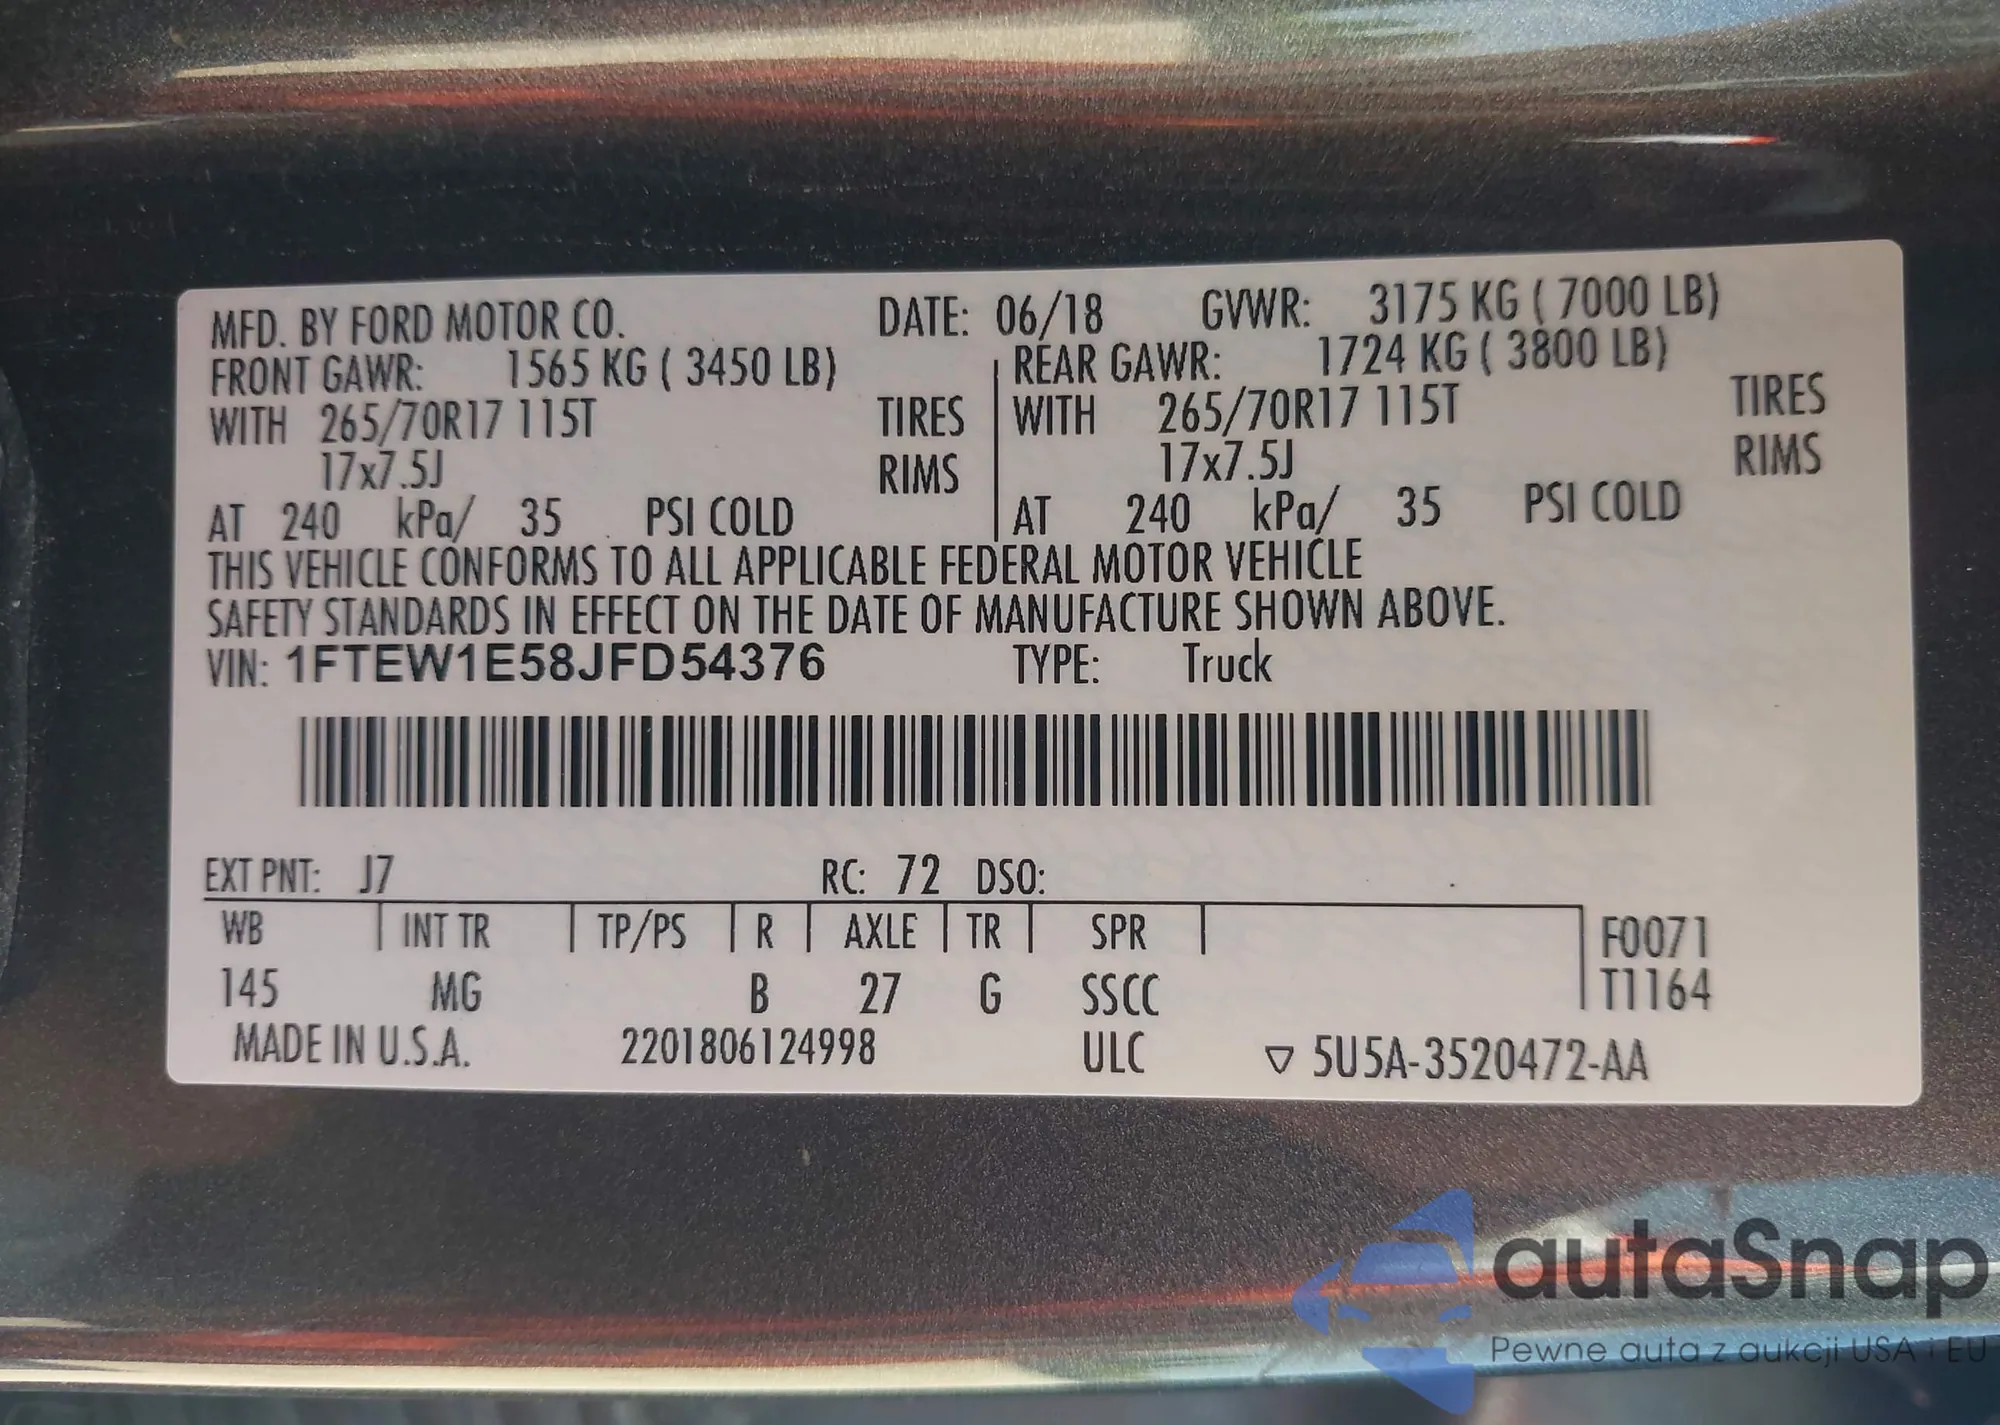 MFD. BY FORD MOTOR CO. DATE: 06/18 GVWR: 3175 KG ( 7000 LB)
FRONT GAWR: 1565 KG ( 3450 LB) REAR GAWR: 1724 KG ( 3800 LB)
WITH 265/70R17 115T TIRES WITH 265/70R17 115T TIRES
17x7.5J RIMS 17x7.5J RIMS
AT 240 kPa/ 35 PSI COLD AT 240 kPa/ 35 PSI COLD
THIS VEHICLE CONFORMS TO ALL APPLICABLE FEDERAL MOTOR VEHICLE
SAFETY STANDARDS IN EFFECT ON THE DATE OF MANUFACTURE SHOWN ABOVE.
VIN: 1FTEW1E58JFD54376 TYPE: Truck
EXT PNT: J7 RC: 72 DSO:
WB INT TR TP/PS R AXLE TR SPR F0071
145 MG B 27 G SSCC T1164
MADE IN U.S.A. 2201806124998 ULC ▽ 5U5A-3520472-AA
autaSnap
Pewne auta z aukcji USA i EU